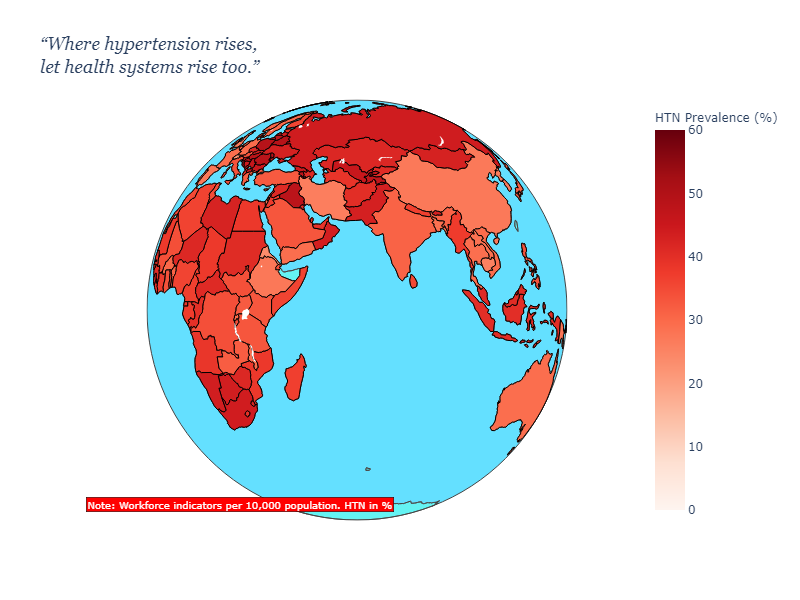 “Where hypertension rises,
let health systems rise too.”
HTN Prevalence (%)
60
50
40
30
20
10
0
Note: Workforce indicators per 10,000 population. HTN in %